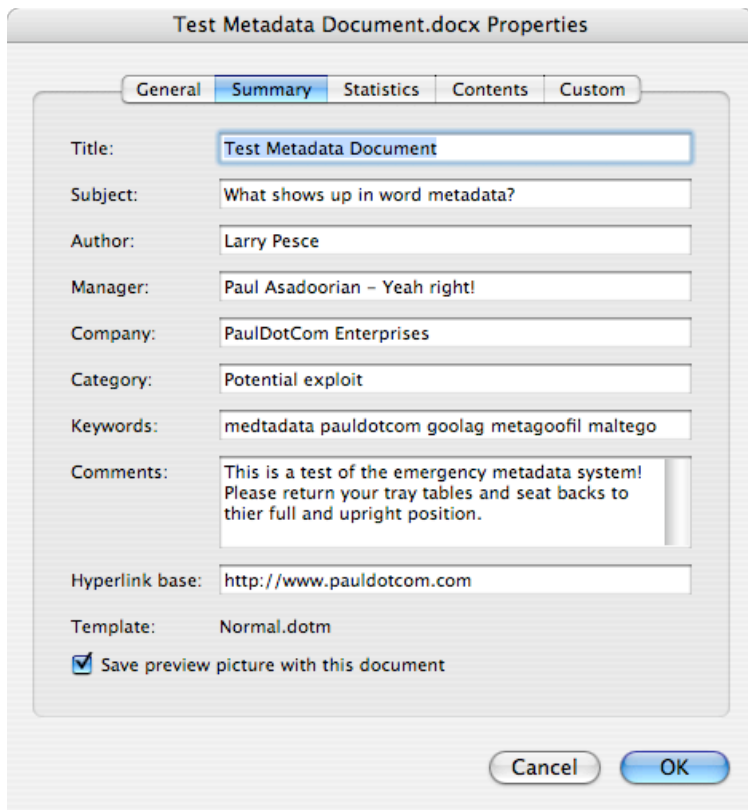 Test Metadata Document.docx Properties
General Summary Statistics Contents Custom
Title: Test Metadata Document
Subject: What shows up in word metadata?
Author: Larry Pesce
Manager: Paul Asadoorian – Yeah right!
Company: PaulDotCom Enterprises
Category: Potential exploit
Keywords: medtadata pauldotcom goolag metagoofil maltego
Comments: This is a test of the emergency metadata system!
Please return your tray tables and seat backs to
thier full and upright position.
Hyperlink base: http://www.pauldotcom.com
Template: Normal.dotm
Save preview picture with this document
Cancel OK